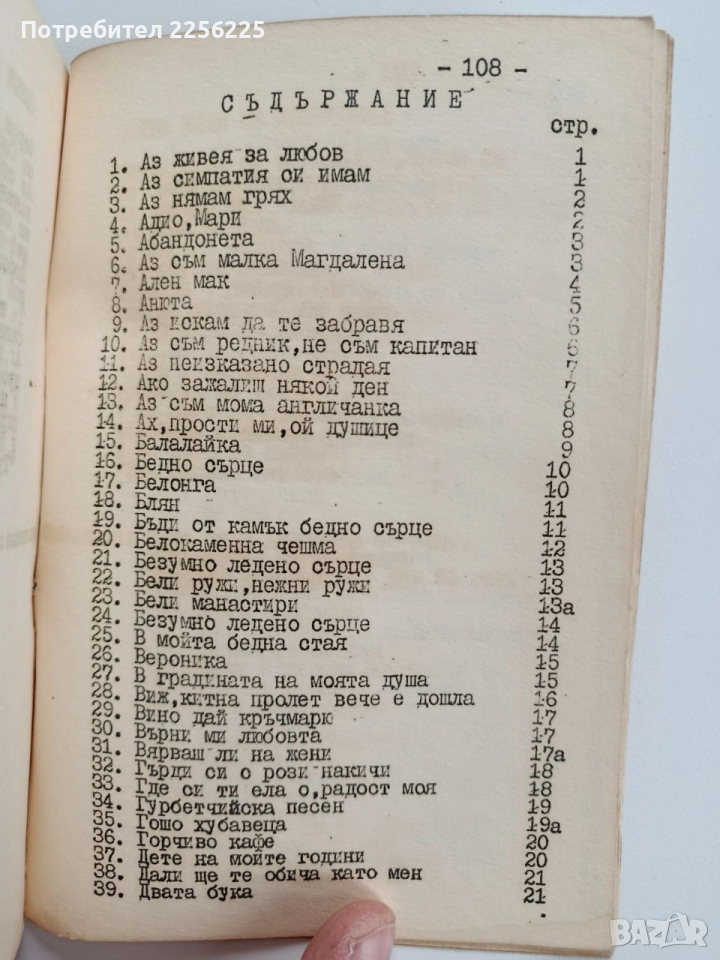 Потребител 2256225
- 108 -
СЪДЪРЖАНИЕ
стр.
1. Аз живея за любов 1
2. Аз симпатия си имам 1
3. Аз нямам грях 2
4. Адио,Мари 2
5. Абандонета 3
6. Аз съм малка Магдалена 3
7. Ален мак 4
8. Анюта 5
9. Аз искам да те забравя 6
10. Аз съм редник,не съм капитан 6
11. Аз неизказано страдая 7
12. Ако зажалиш някой ден 7
13. Аз съм мома англичанка 8
14. Ах,прости ми,ой душице 8
15. Балалайка 9
16. Бедно сърце 10
17. Белонга 10
18. Блян 11
19. Бъди от камък бедно сърце 11
20. Белокаменна чешма 12
21. Безумно ледено сърце 13
22. Бели ружи,нежни ружи 13
23. Бели манастири 13а
24. Безумно ледено сърце 14
25. В мойта бедна стая 14
26. Вероника 15
27. В градината на моята душа 15
28. Виж,китна пролет вече е дошла 16
29. Вино дай кръчмарю 17
30. Върни ми любовта 17
31. Вярваш ли на жени 17а
32. Гърди си с рози накичи 18
33. Где си ти ела о,радост моя 18
34. Гурбетчийска песен 19
35. Гошо хубавеца 19а
36. Горчиво кафе 20
37. Дете на мойте години 20
38. Дали ще те обича като мен 21
39. Двата бука 21
BAZAR